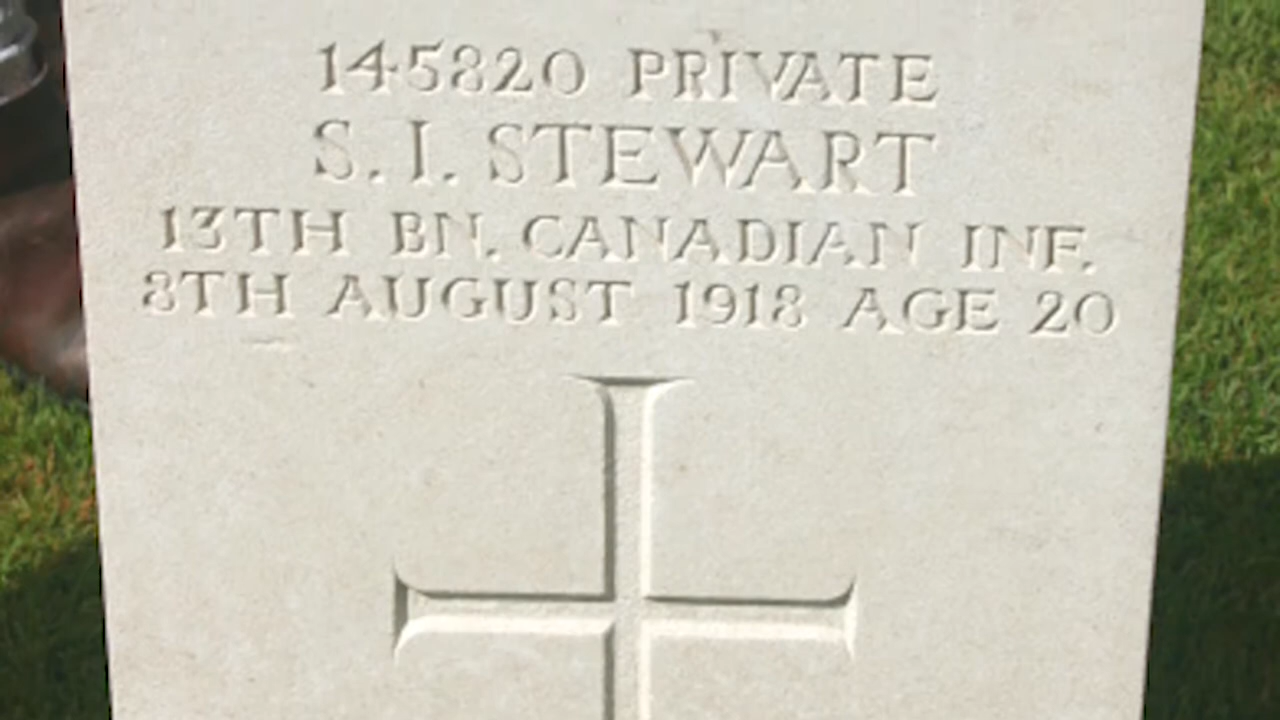 145820 PRIVATE
S. I. STEWART
13TH BN. CANADIAN INF.
8TH AUGUST 1918 AGE 20